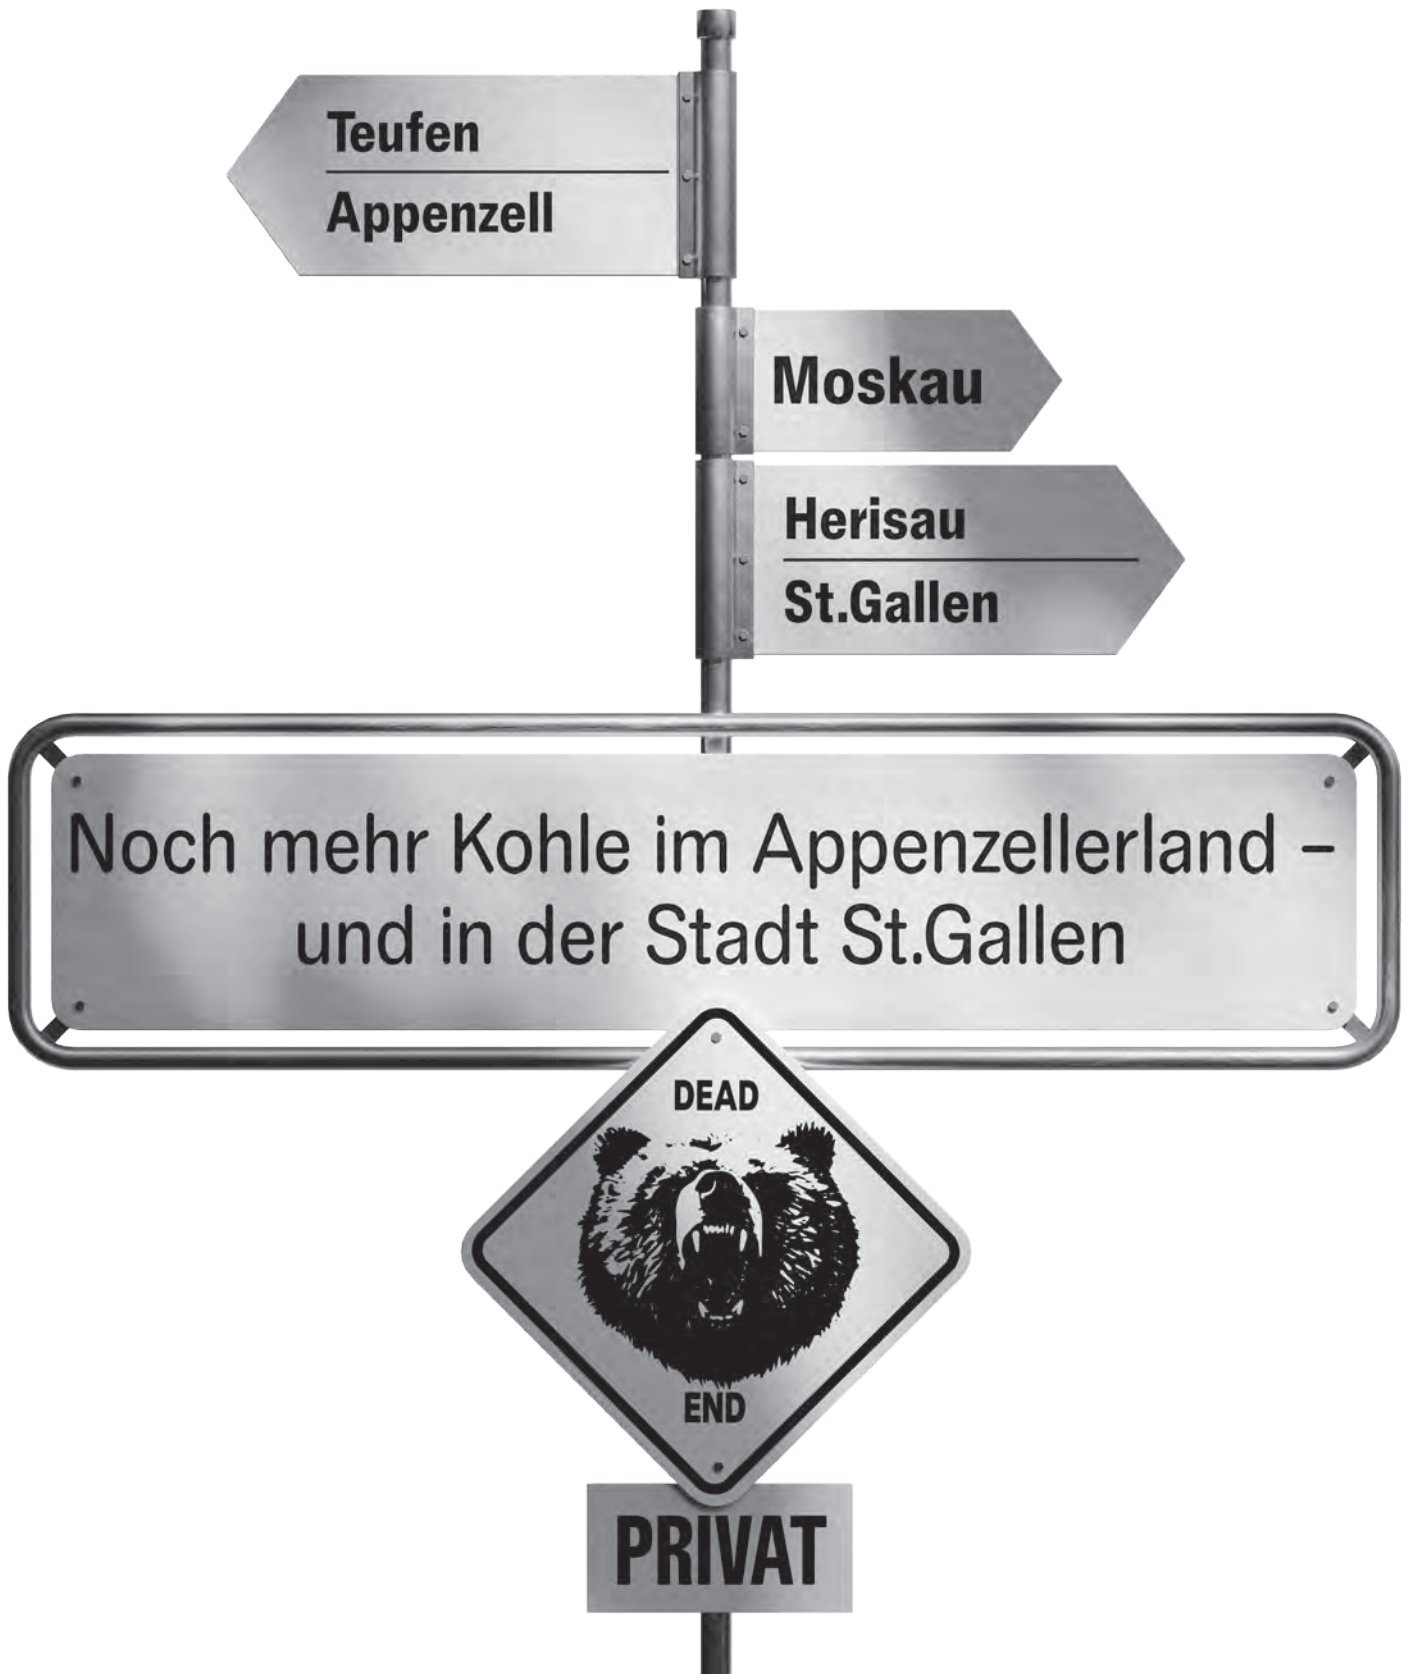 Teufen
Appenzell
Moskau
Herisau
St.Gallen
Noch mehr Kohle im Appenzellerland –
und in der Stadt St.Gallen
DEAD
END
PRIVAT